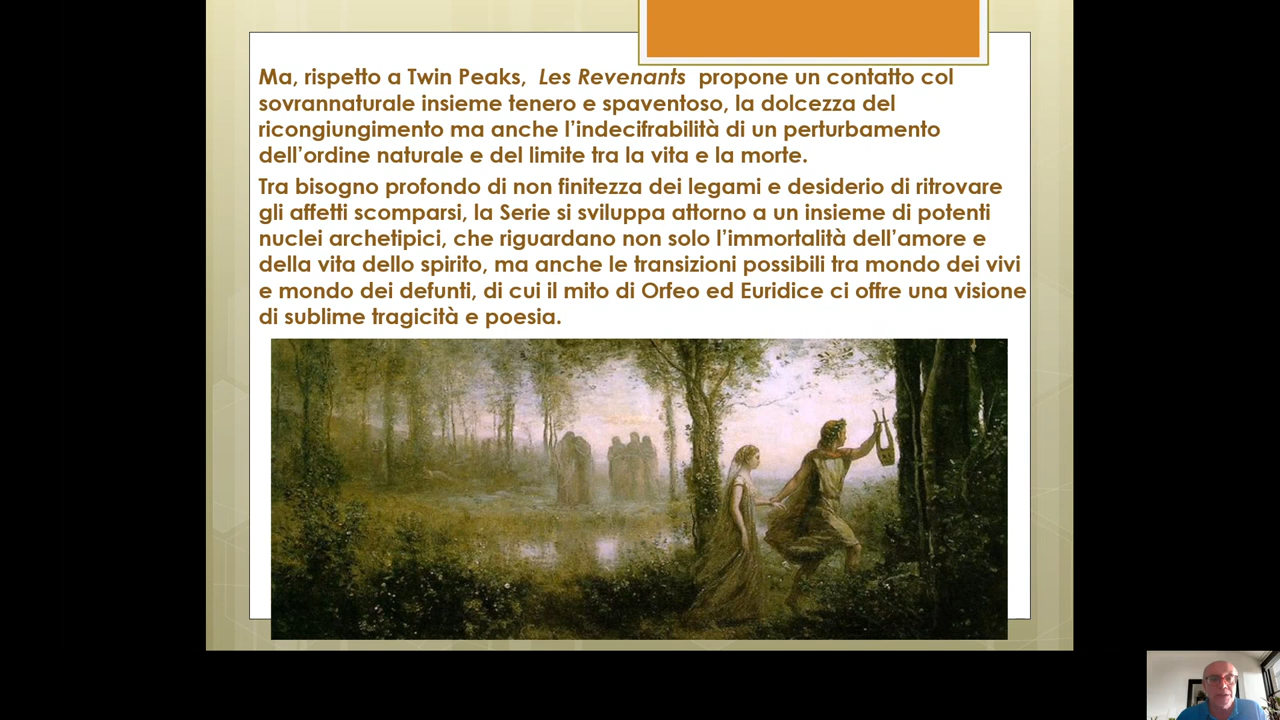 Ma, rispetto a Twin Peaks, Les Revenants propone un contatto col
sovrannaturale insieme tenero e spaventoso, la dolcezza del
ricongiungimento ma anche l’indecifrabilità di un perturbamento
dell’ordine naturale e del limite tra la vita e la morte.
Tra bisogno profondo di non finitezza dei legami e desiderio di ritrovare
gli affetti scomparsi, la Serie si sviluppa attorno a un insieme di potenti
nuclei archetipici, che riguardano non solo l’immortalità dell’amore e
della vita dello spirito, ma anche le transizioni possibili tra mondo dei vivi
e mondo dei defunti, di cui il mito di Orfeo ed Euridice ci offre una visione
di sublime tragicità e poesia.